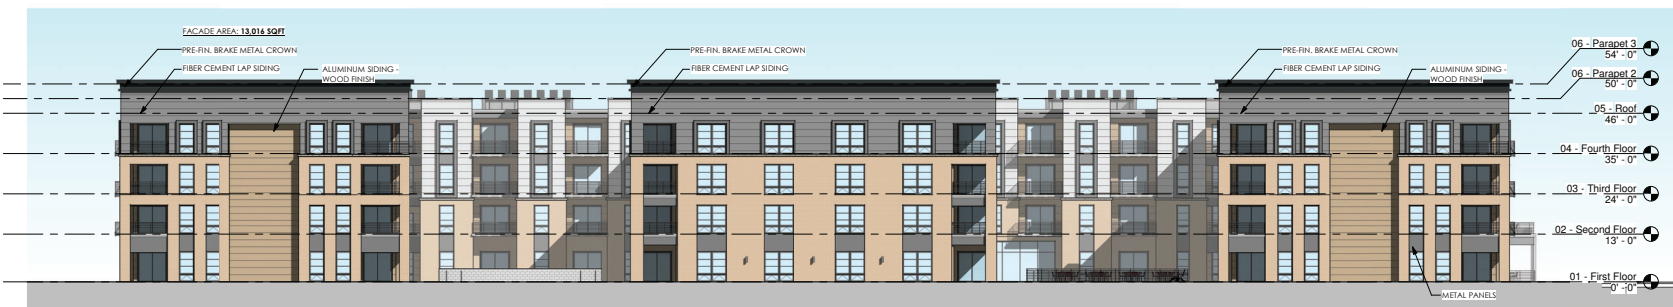 FACADE AREA: 13,016 SQFT
PRE-FIN. BRAKE METAL CROWN
FIBER CEMENT LAP SIDING
ALUMINUM SIDING -
WOOD FINISH
PRE-FIN. BRAKE METAL CROWN
FIBER CEMENT LAP SIDING
PRE-FIN. BRAKE METAL CROWN
FIBER CEMENT LAP SIDING
ALUMINUM SIDING -
WOOD FINISH
06 - Parapet 3
54' - 0"
06 - Parapet 2
50' - 0"
05 - Roof
46' - 0"
04 - Fourth Floor
35' - 0"
03 - Third Floor
24' - 0"
02 - Second Floor
13' - 0"
01 - First Floor
0' - 0"
METAL PANELS